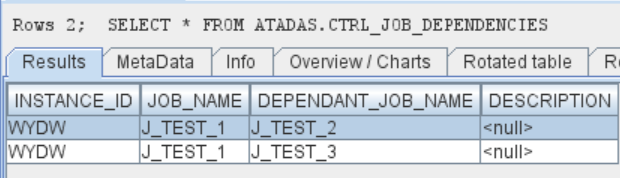 Rows 2;  SELECT * FROM ATADAS.CTRL_JOB_DEPENDENCIES
Results MetaData Info Overview / Charts Rotated table
INSTANCE_ID JOB_NAME DEPENDANT_JOB_NAME DESCRIPTION
WYDW J_TEST_1 J_TEST_2 <null>
WYDW J_TEST_1 J_TEST_3 <null>